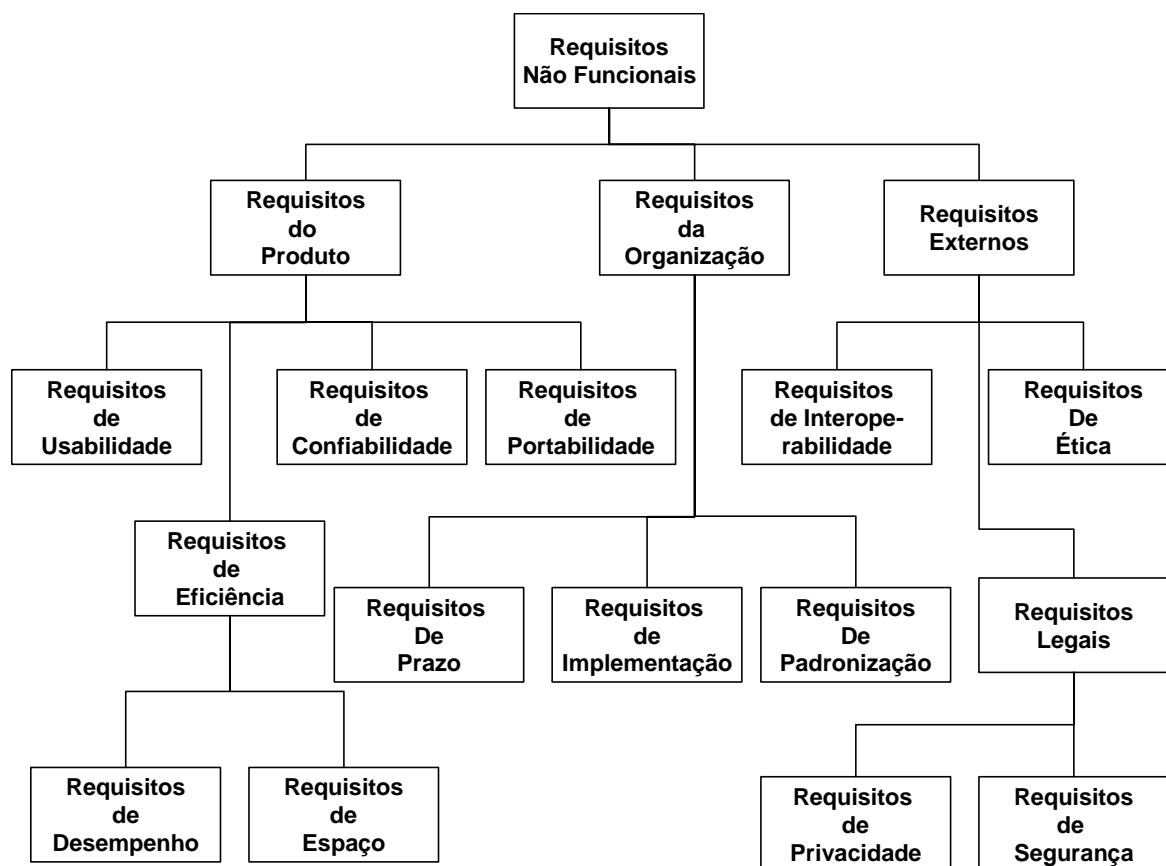 Requisitos
Não Funcionais
Requisitos
do
Produto
Requisitos
da
Organização
Requisitos
Externos
Requisitos
de
Usabilidade
Requisitos
de
Confiabilidade
Requisitos
de
Portabilidade
Requisitos
de Interope-
rabilidade
Requisitos
De
Ética
Requisitos
de
Eficiência
Requisitos
De
Prazo
Requisitos
de
Implementação
Requisitos
De
Padronização
Requisitos
Legais
Requisitos
de
Desempenho
Requisitos
de
Espaço
Requisitos
de
Privacidade
Requisitos
de
Segurança